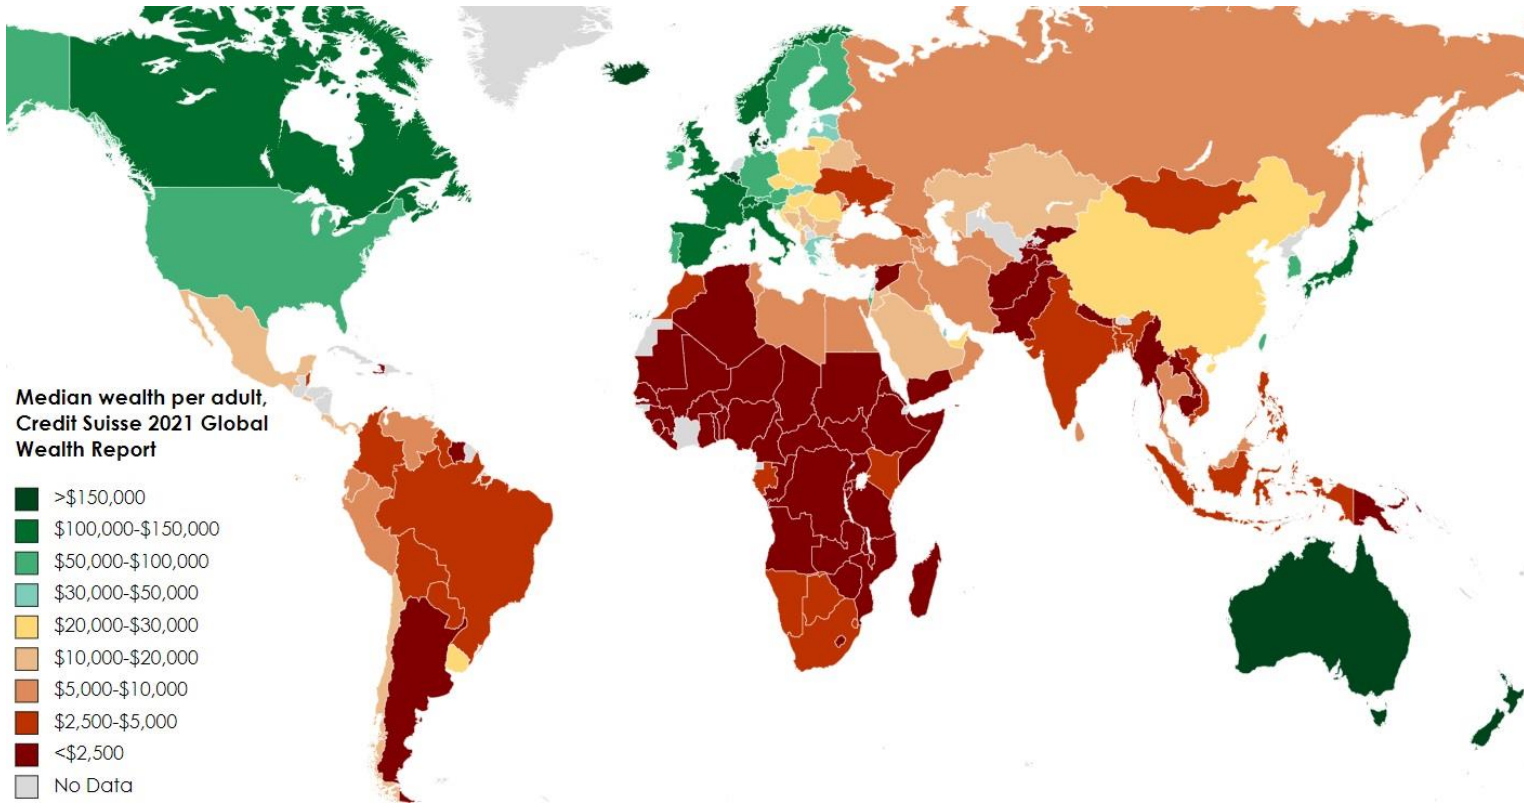 Median wealth per adult,
Credit Suisse 2021 Global
Wealth Report
>$150,000
$100,000-$150,000
$50,000-$100,000
$30,000-$50,000
$20,000-$30,000
$10,000-$20,000
$5,000-$10,000
$2,500-$5,000
<$2,500
No Data